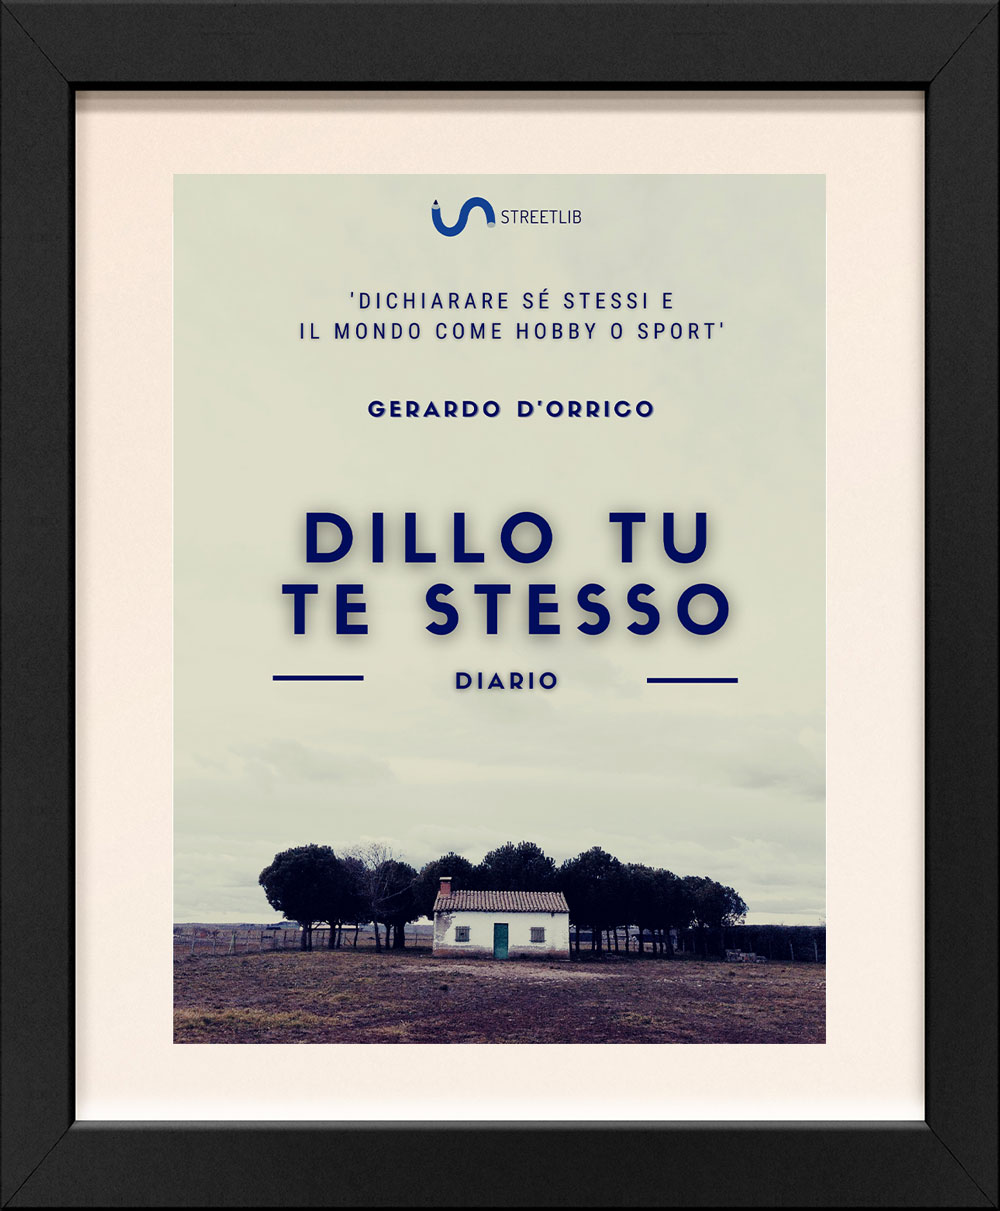 STREETLIB
'DICHIARARE SÉ STESSI E
IL MONDO COME HOBBY O SPORT'
GERARDO D'ORRICO
DILLO TU
TE STESSO
DIARIO